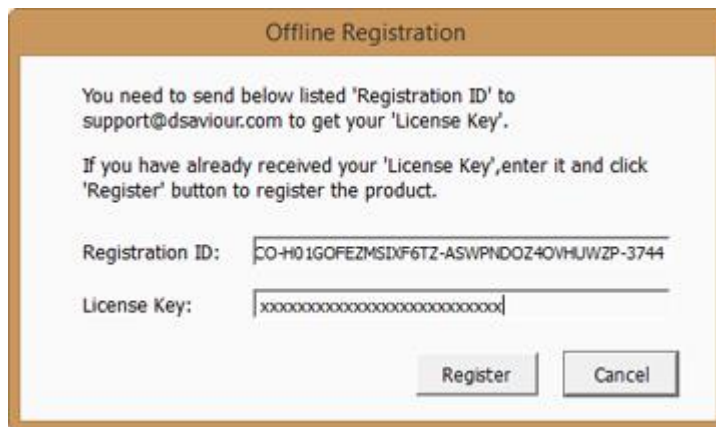 Offline Registration
You need to send below listed 'Registration ID' to
support@dsaviour.com to get your 'License Key'.
If you have already received your 'License Key',enter it and click
'Register' button to register the product.
Registration ID: CO-H01GOFEZMSIXF6TZ-ASWPNDOZ4OVHUWZP-3744
License Key: xxxxxxxxxxxxxxxxxxxxxxxxxx
Register Cancel